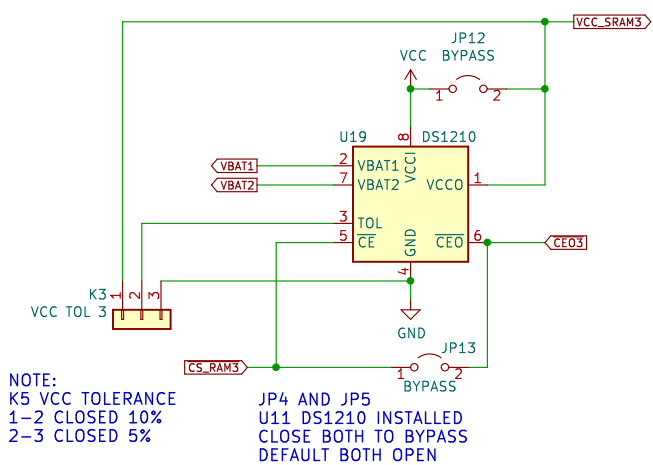 VCC_SRAM3
JP12
VCC BYPASS
1 2
U19 8 DS1210
VCCI
VBAT1 2 VBAT1
VBAT2 7 VBAT2 VCCO 1
3 TOL
5 CE GND CEO 6 CEO3
4
K3 1 2 3
VCC TOL 3
GND
JP13
CS_RAM3 1 2
BYPASS
NOTE:
K5 VCC TOLERANCE
1-2 CLOSED 10%
2-3 CLOSED 5%
JP4 AND JP5
U11 DS1210 INSTALLED
CLOSE BOTH TO BYPASS
DEFAULT BOTH OPEN